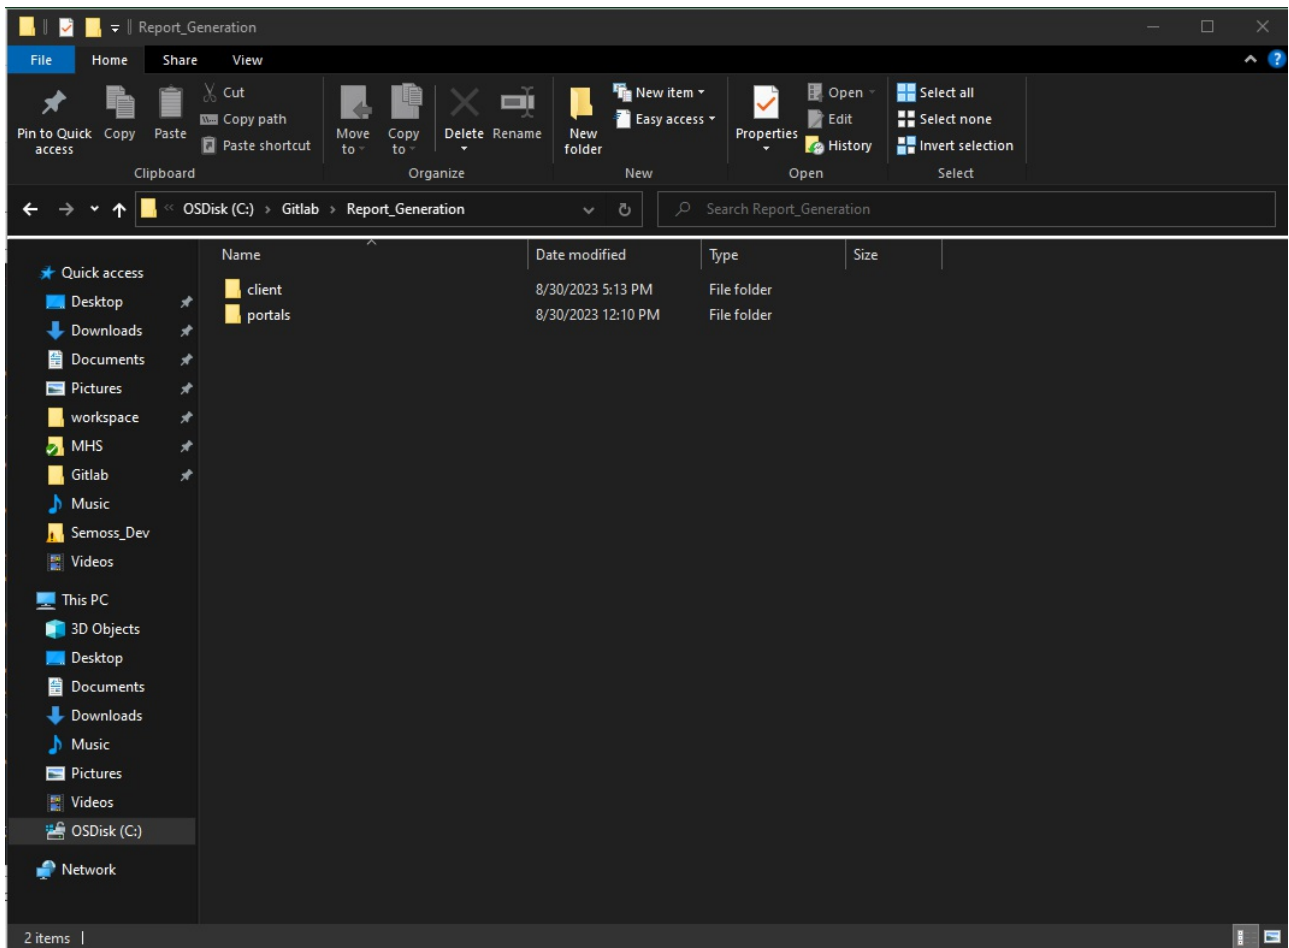 Report_Generation
File Home Share View
Pin to Quick access
Copy
Paste
Cut
Copy path
Paste shortcut
Move to
Copy to
Delete
Rename
New folder
New item
Easy access
Properties
Open
Edit
History
Select all
Select none
Invert selection
Clipboard Organize New Open Select
« OSDisk (C:) > Gitlab > Report_Generation
Search Report_Generation
Name Date modified Type Size
client 8/30/2023 5:13 PM File folder
portals 8/30/2023 12:10 PM File folder
Quick access
Desktop
Downloads
Documents
Pictures
workspace
MHS
Gitlab
Music
Semoss_Dev
Videos
This PC
3D Objects
Desktop
Documents
Downloads
Music
Pictures
Videos
OSDisk (C:)
Network
2 items